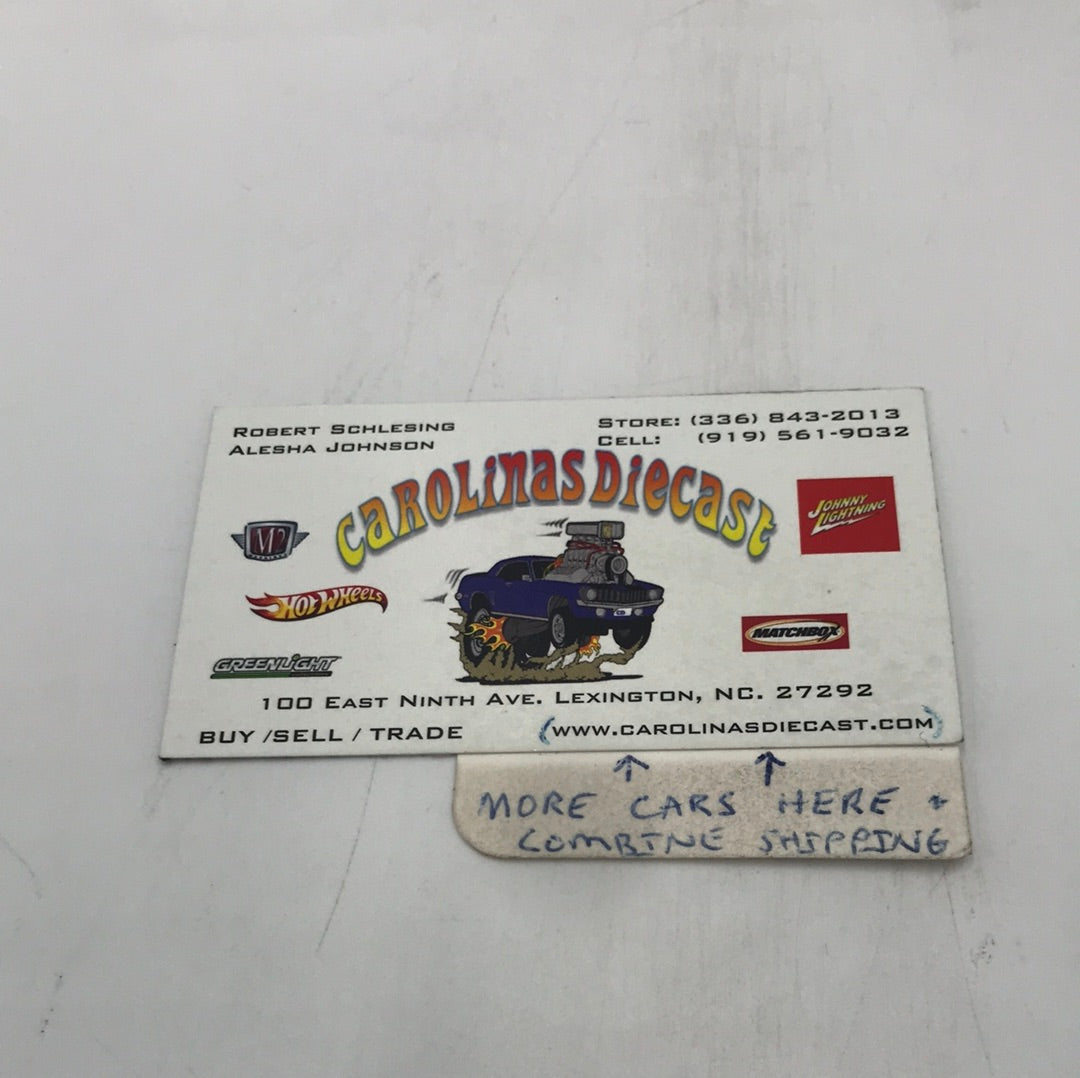 ROBERT SCHLESING
ALESHA JOHNSON
STORE: (336) 843-2013
CELL: (919) 561-9032
CAROLINAS DIECAST
M2
HOT WHEELS
GREENLIGHT
JOHNNY
LIGHTNING
MATCHBOX
100 EAST NINTH AVE. LEXINGTON, NC. 27292
BUY /SELL / TRADE
(WWW.CAROLINASDIECAST.COM)
MORE CARS HERE +
COMBINE SHIPPING